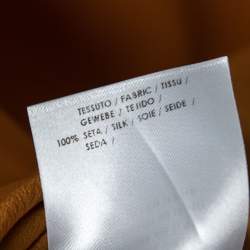 TESSUTO / FABRIC / TISSU /
GEWEBE / TEJIDO /
100% SETA / SILK / SOIE / SEIDE /
SEDA /